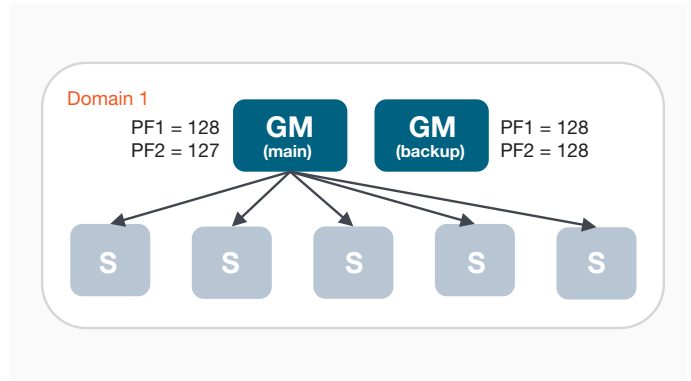 Domain 1
PF1 = 128
PF2 = 127
GM
(main)
GM
(backup)
PF1 = 128
PF2 = 128
S
S
S
S
S